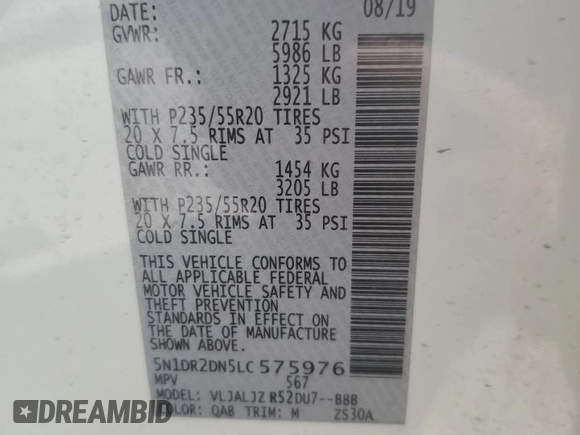 DATE: 08/19
GVWR: 2715 KG
5986 LB
GAWR FR.: 1325 KG
2921 LB
WITH P235/55R20 TIRES
20 X 7.5 RIMS AT 35 PSI
COLD SINGLE
GAWR RR.: 1454 KG
3205 LB
WITH P235/55R20 TIRES
20 X 7.5 RIMS AT 35 PSI
COLD SINGLE
THIS VEHICLE CONFORMS TO
ALL APPLICABLE FEDERAL
MOTOR VEHICLE SAFETY AND
THEFT PREVENTION
STANDARDS IN EFFECT ON
THE DATE OF MANUFACTURE
SHOWN ABOVE.
5N1DR2DN5LC575976
MPV S67
MODEL: VLJALJZ R52DU7--BBB
COLOR: QAB TRIM: M 2S30A
DREAMBID.com